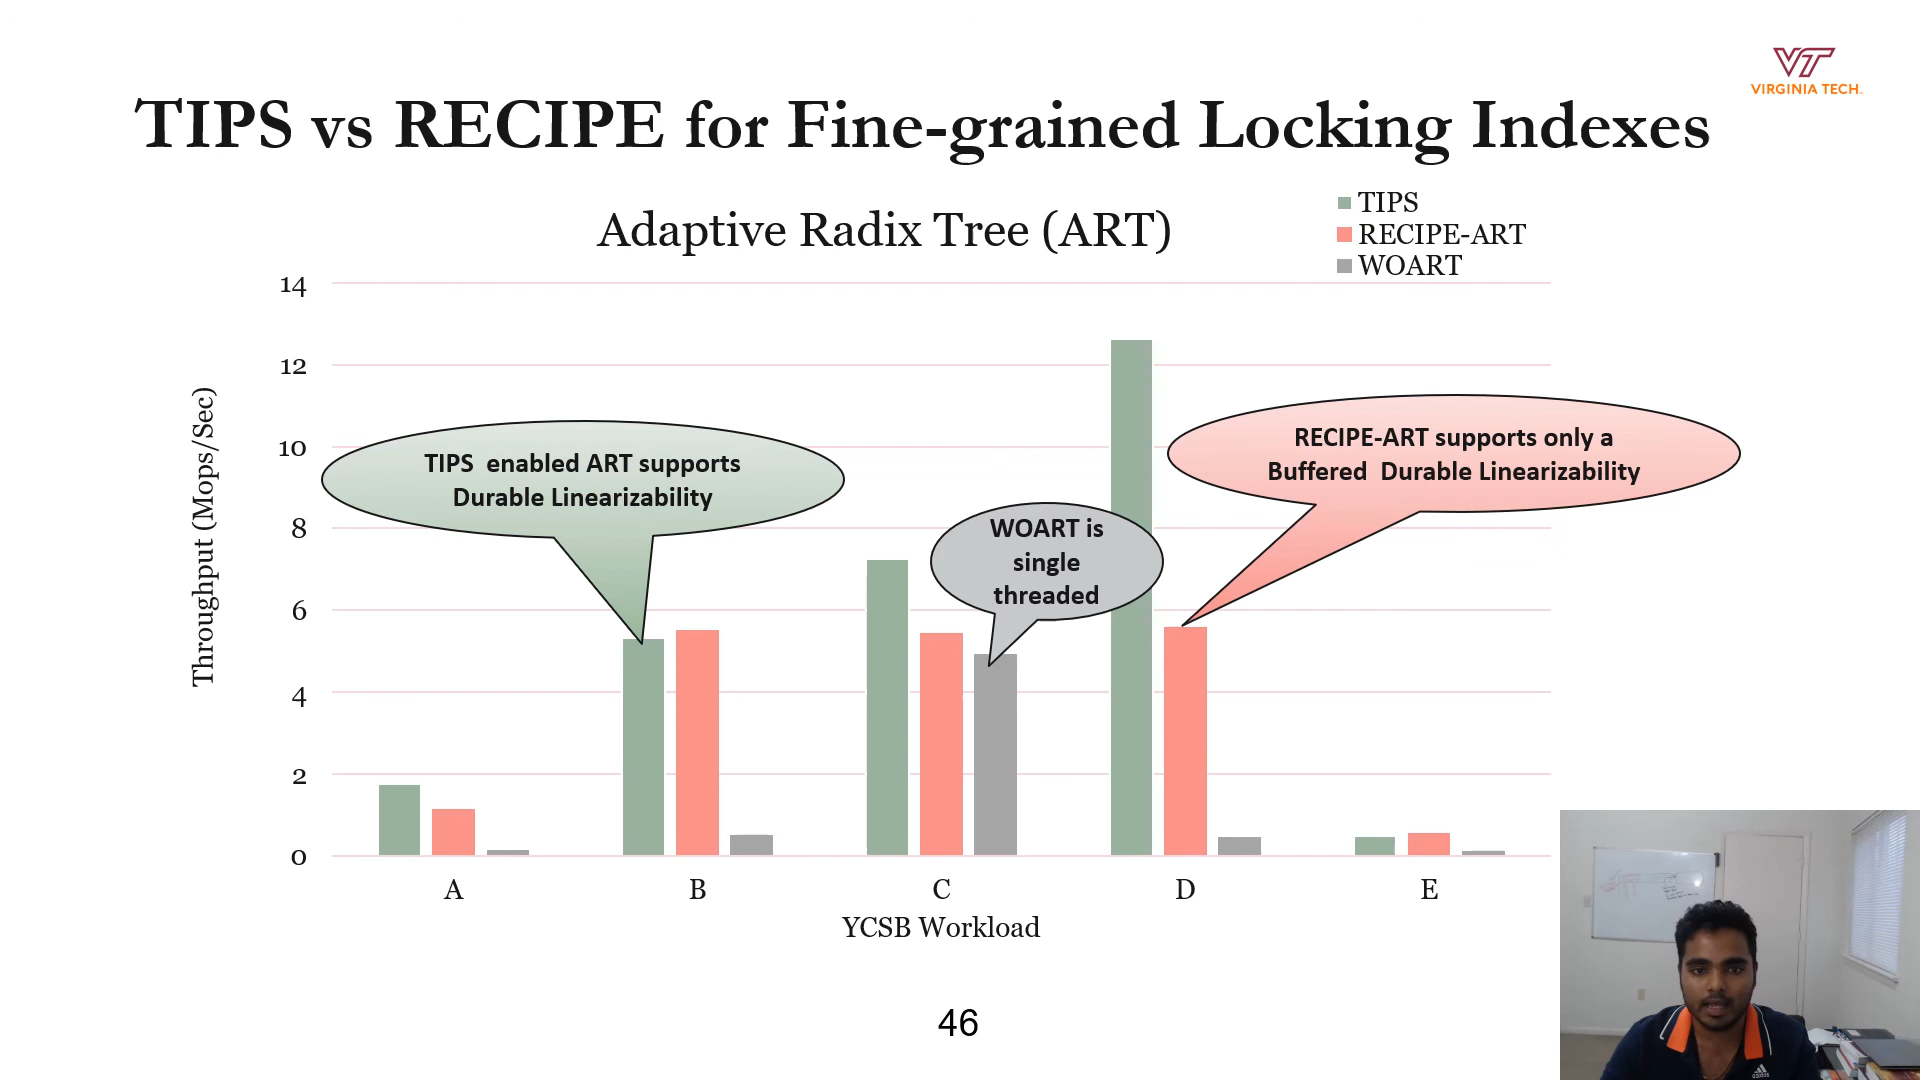 VT
VIRGINIA TECH
TIPS vs RECIPE for Fine-grained Locking Indexes
Adaptive Radix Tree (ART)
TIPS
RECIPE-ART
WOART
14
12
10
8
6
4
2
0
Throughput (Mops/Sec)
TIPS enabled ART supports
Durable Linearizability
WOART is
single
threaded
RECIPE-ART supports only a
Buffered Durable Linearizability
A
B
C
D
E
YCSB Workload
46
adidas